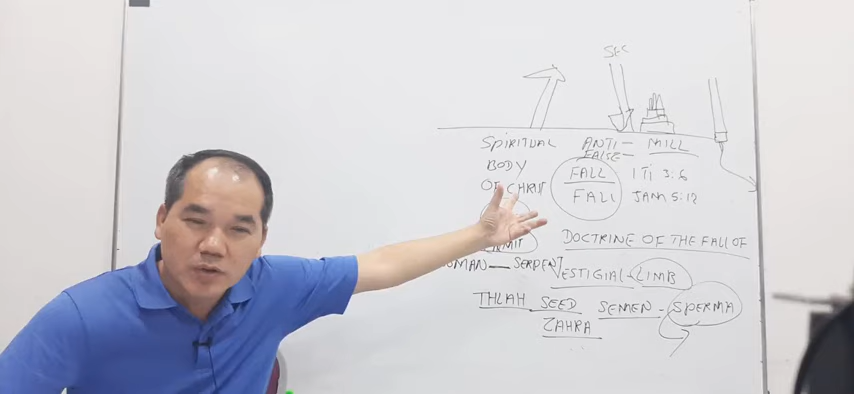 SEC
SPIRITUAL ANTI - MILL
FALSE
BODY FALL 1 TI 3:6
OF CHRIST FALL JAM 5:12
DOCTRINE OF THE FALL OF
SERPENT VESTIGIAL - LIMB
THLAH SEED SEMEN - SPERMA
ZAHRA